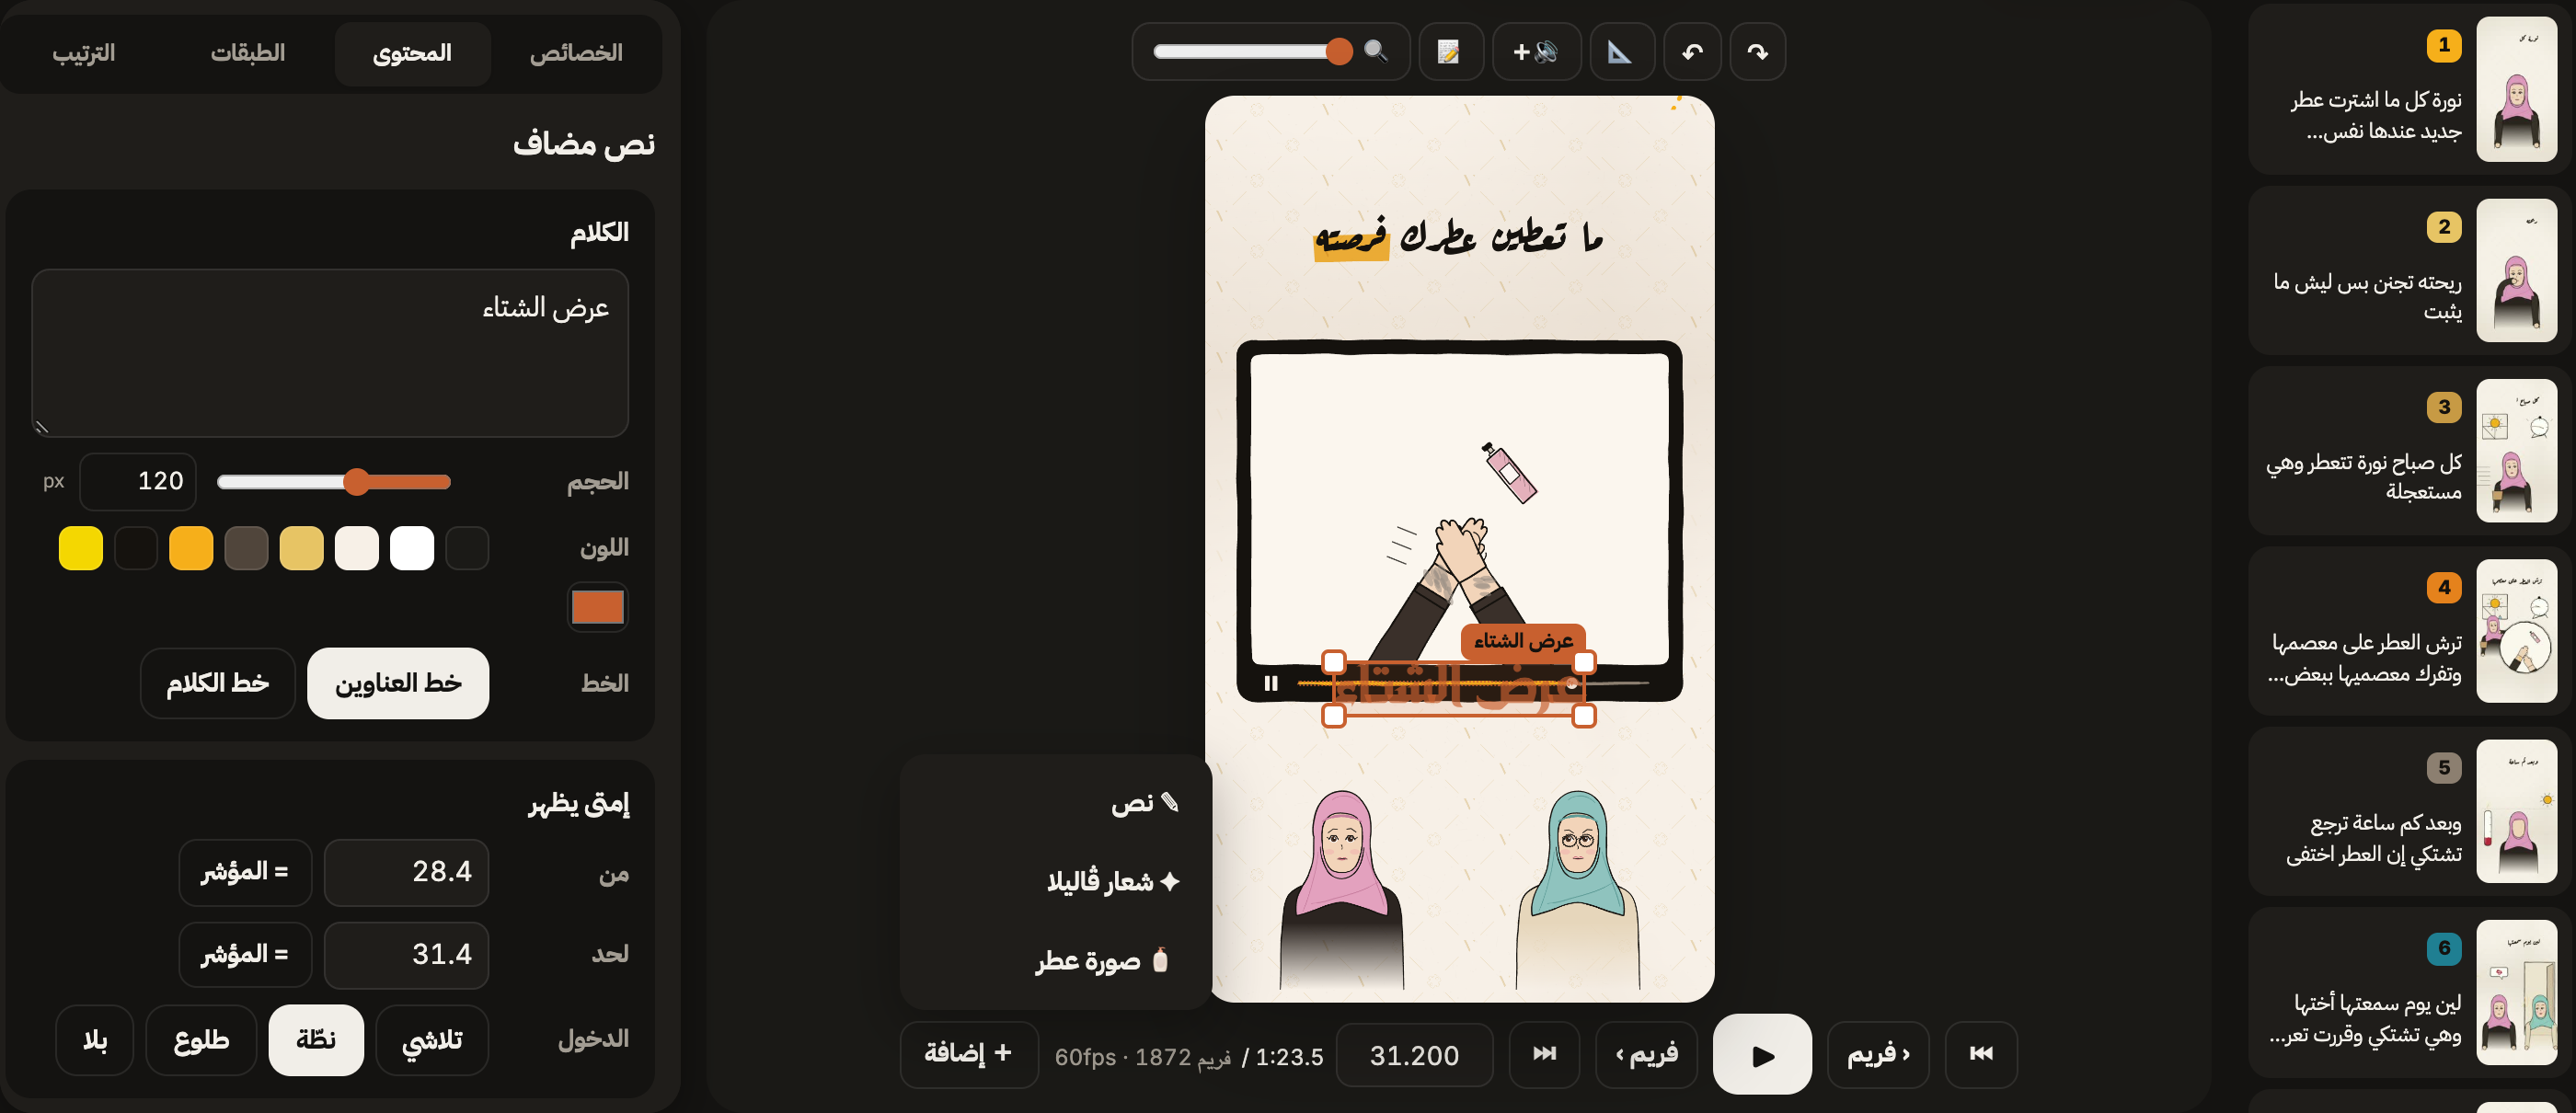 1
نورة كل ما اشترت عطر
جديد عندها نفس...
2
ريحته تجنن بس ليش ما
يثبت
3
كل صباح نورة تتعطر وهي
مستعجلة
4
ترش العطر على معصمها
وتفرك معصميها ببعض...
5
وبعد كم ساعة ترجع
تشتكي إن العطر اختفى
6
لين يوم سمعتها أختها
وهي تشتكي وقررت تعر...
ما تعطين عطرك فرصته
عرض الشتاء
عرض الشتاء
✎ نص
✦ شعار ڤاليلا
صورة عطر
‹ فريم
فريم ›
31.200
/ 1:23.5
فريم 1872 · 60fps
+ إضافة
الخصائص
المحتوى
الطبقات
الترتيب
نص مضاف
الكلام
عرض الشتاء
الحجم
120
px
اللون
الخط
خط العناوين
خط الكلام
إمتى يظهر
من
28.4
= المؤشر
لحد
31.4
= المؤشر
الدخول
تلاشي
نطّة
طلوع
بلا